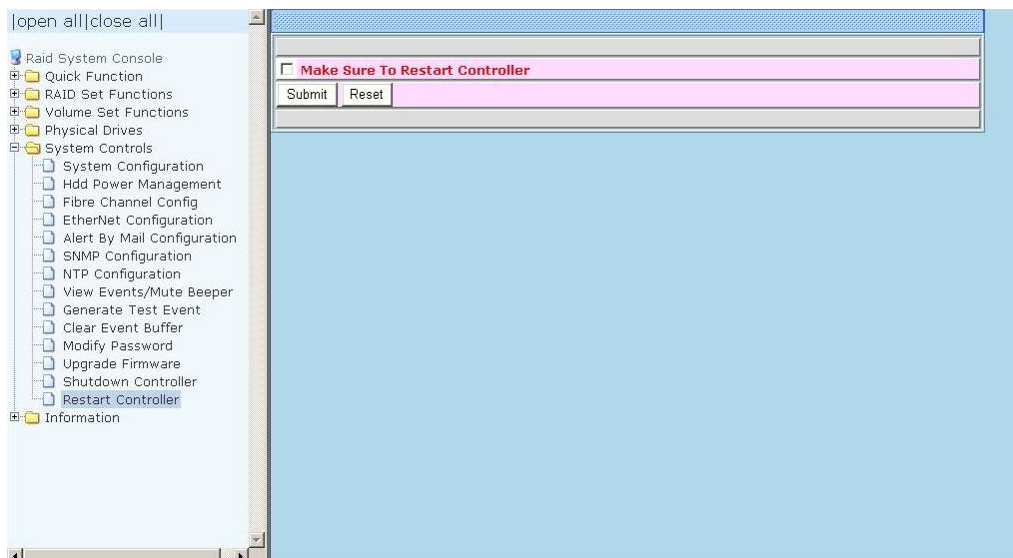 |open all|close all|
Raid System Console
Quick Function
RAID Set Functions
Volume Set Functions
Physical Drives
System Controls
System Configuration
Hdd Power Management
Fibre Channel Config
EtherNet Configuration
Alert By Mail Configuration
SNMP Configuration
NTP Configuration
View Events/Mute Beeper
Generate Test Event
Clear Event Buffer
Modify Password
Upgrade Firmware
Shutdown Controller
Restart Controller
Information
Make Sure To Restart Controller
Submit Reset